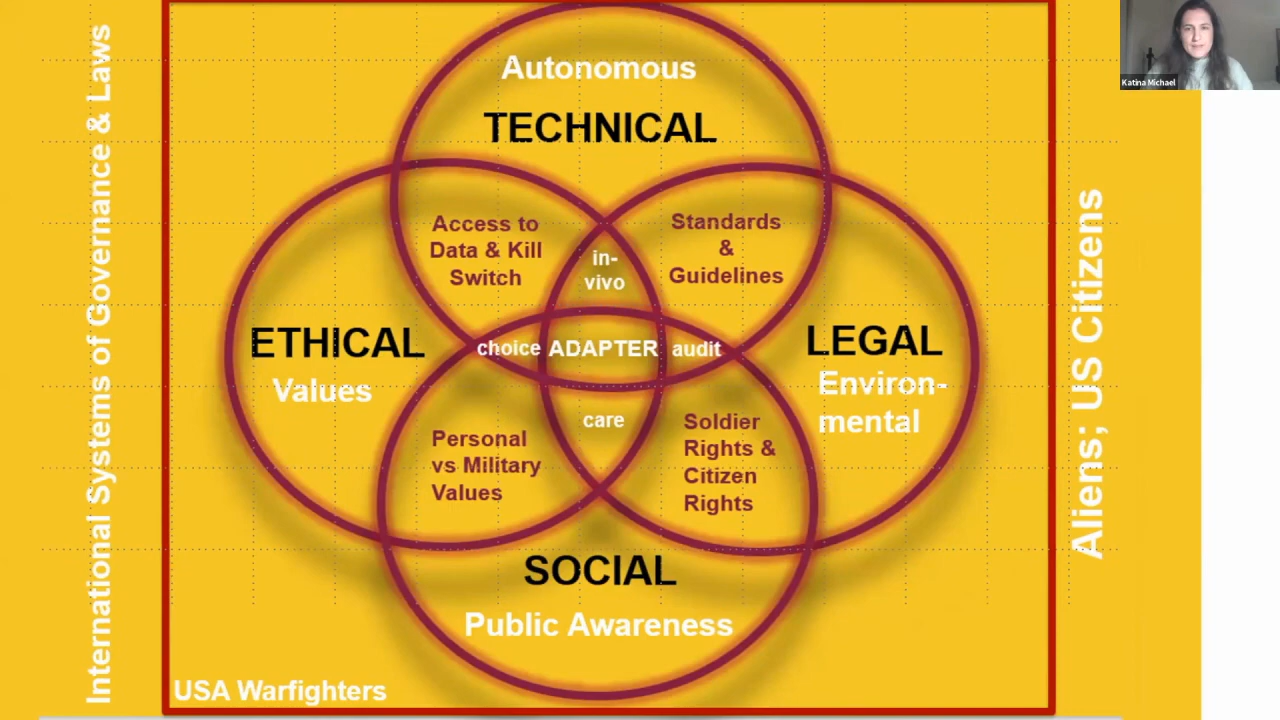 International Systems of Governance & Laws
Autonomous
TECHNICAL
Access to
Data & Kill
Switch
in-
vivo
Standards
&
Guidelines
ETHICAL
Values
choice
ADAPTER
audit
LEGAL
Environ-
mental
care
Personal
vs Military
Values
Soldier
Rights &
Citizen
Rights
SOCIAL
Public Awareness
USA Warfighters
Aliens; US Citizens
Katina Michael